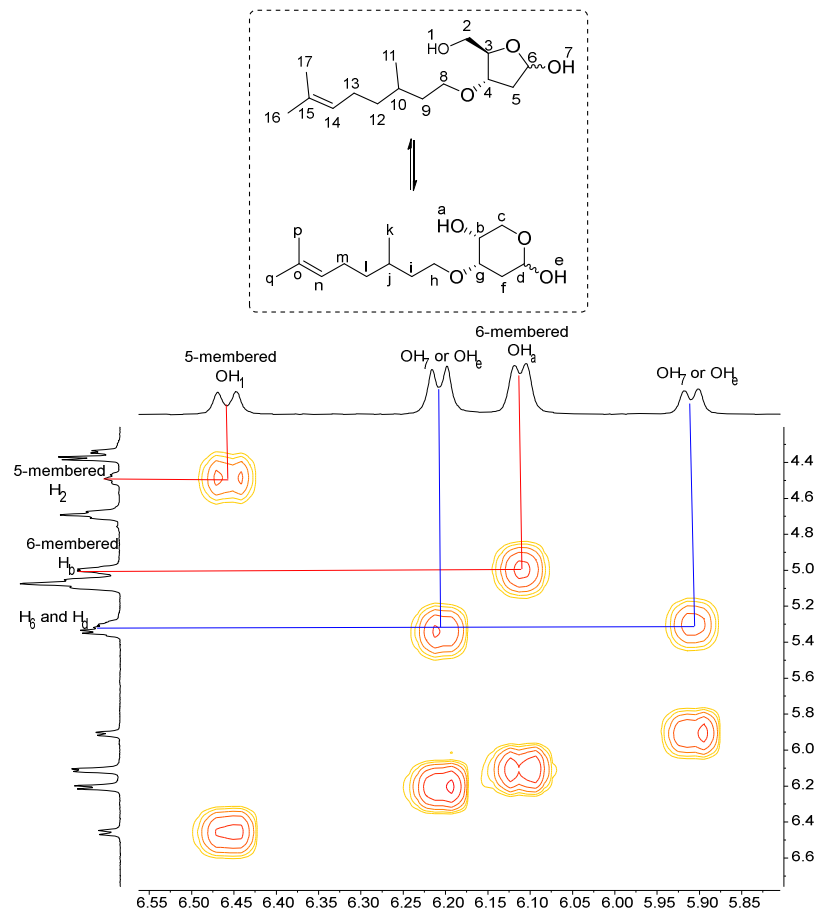 2
1
HO
3
O
6
7
OH
17
11
8
13
O
4
5
16
15
14
12
10
9
a
HO
b
c
O
p
k
m
i
O
g
d
e
OH
q
o
n
l
j
h
f
6-membered
OHa
5-membered
OH1
OH7 or OHe
OH7 or OHe
5-membered
H2
6-membered
Hb
H6 and Hd
4.4
4.6
4.8
5.0
5.2
5.4
5.6
5.8
6.0
6.2
6.4
6.6
6.55 6.50 6.45 6.40 6.35 6.30 6.25 6.20 6.15 6.10 6.05 6.00 5.95 5.90 5.85